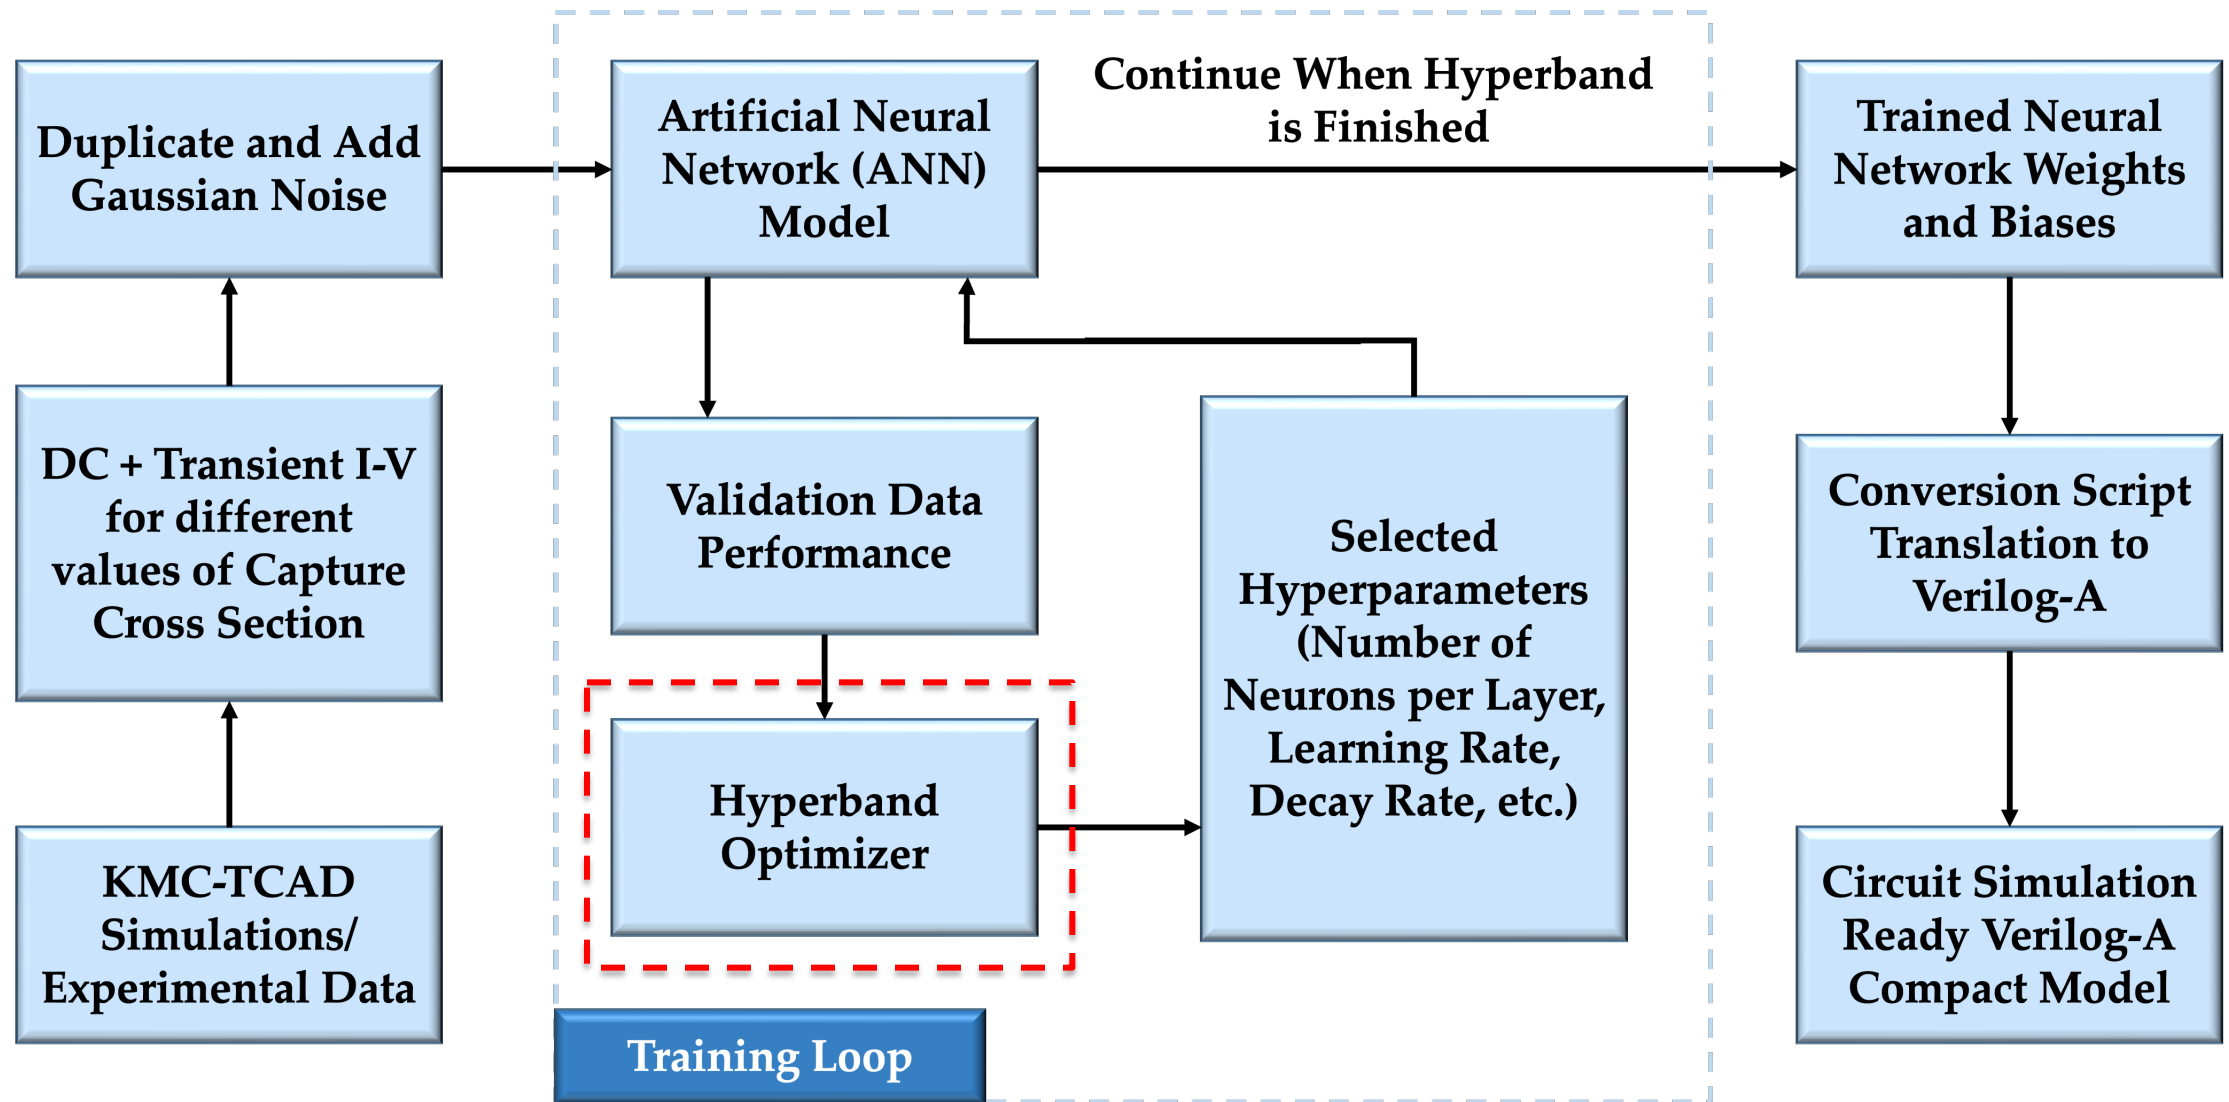 Duplicate and Add
Gaussian Noise
DC + Transient I-V
for different
values of Capture
Cross Section
KMC-TCAD
Simulations/
Experimental Data
Artificial Neural
Network (ANN)
Model
Continue When Hyperband
is Finished
Validation Data
Performance
Hyperband
Optimizer
Selected
Hyperparameters
(Number of
Neurons per Layer,
Learning Rate,
Decay Rate, etc.)
Training Loop
Trained Neural
Network Weights
and Biases
Conversion Script
Translation to
Verilog-A
Circuit Simulation
Ready Verilog-A
Compact Model